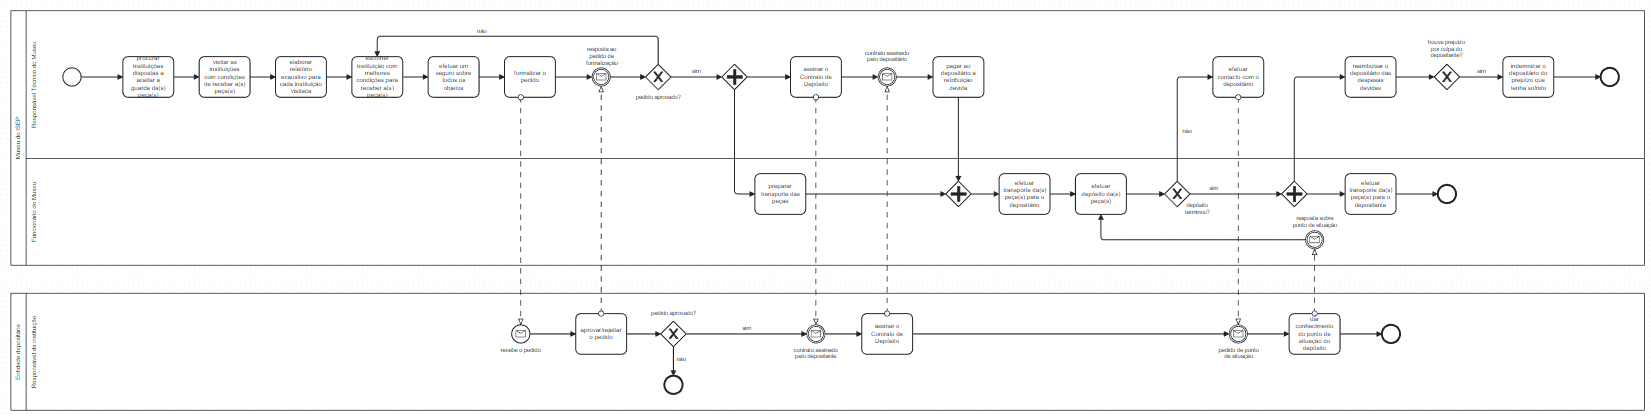 Museu do ISEP
Responsável Técnico do Museu
procurar
instituições
dispostas a
aceitar a
guarda da(s)
peça(s)
visitar as
instituições
com condições
de receber a(s)
peça(s)
elaborar
relatório
exaustivo para
cada instituição
visitada
escolher
instituição com
melhores
condições para
receber a(s)
peça(s)
não
efetuar um
seguro sobre
todos os
objetos
formalizar o
pedido
resposta ao
pedido de
formalização
pedido aprovado?
sim
assinar o
Contrato de
Depósito
contrato assinado
pelo depositário
pagar ao
depositário a
retribuição
devida
não
efetuar
contacto com o
depositário
reembolsar o
depositário das
despesas
devidas
houve prejuízo
por culpa do
depositante?
sim
indemnizar o
depositário do
prejuízo que
tenha sofrido
Funcionário do Museu
preparar
transporte das
peças
efetuar
transporte da(s)
peça(s) para o
depositário
efetuar
depósito da(s)
peça(s)
depósito
terminou?
sim
efetuar
transporte da(s)
peça(s) para o
depositante
resposta sobre
ponto de situação
Entidade depositária
Responsável da instituição
recebe o pedido
aprovar/rejeitar
o pedido
pedido aprovado?
sim
não
contrato assinado
pelo depositante
assinar o
Contrato de
Depósito
pedido de ponto
de situação
dar
conhecimento
do ponto de
situação do
depósito